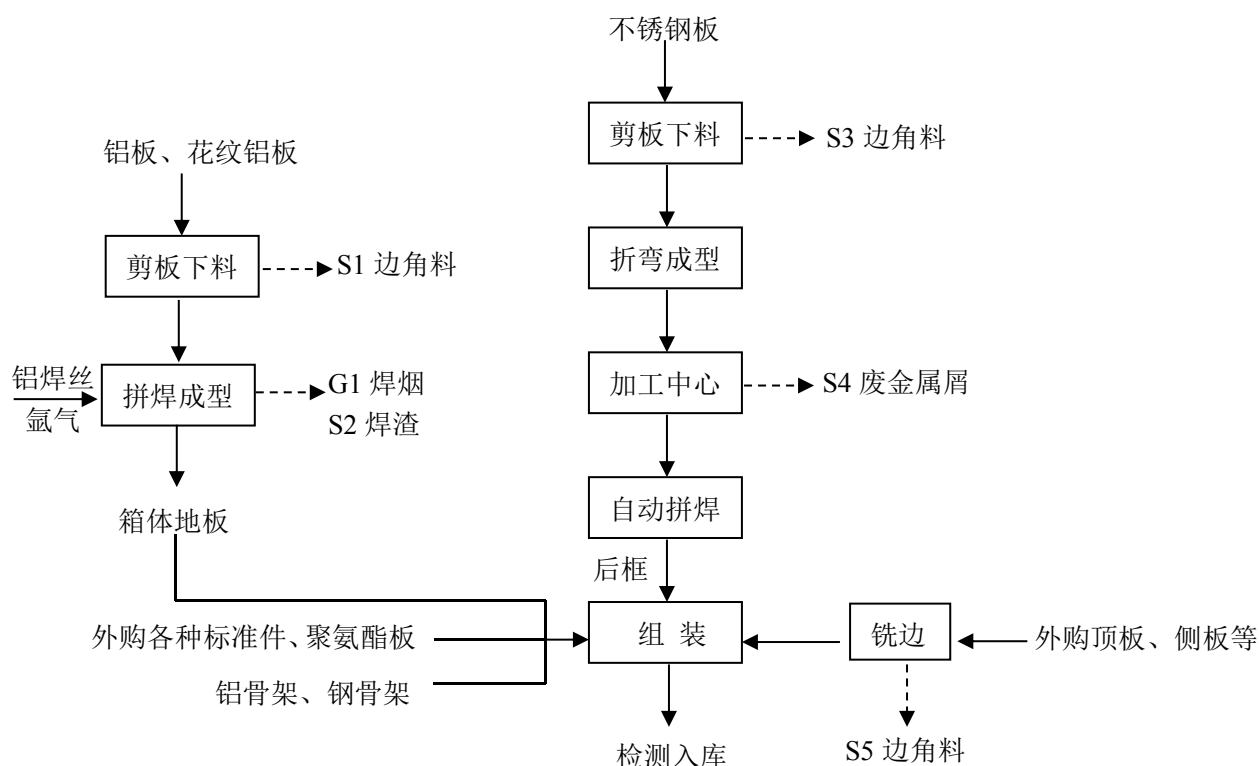 不锈钢板
剪板下料
S3 边角料
铝板、花纹铝板
折弯成型
剪板下料
S1 边角料
铝焊丝
氩气
拼焊成型
G1 焊烟
S2 焊渣
加工中心
S4 废金属屑
自动拼焊
箱体地板
后框
外购各种标准件、聚氨酯板
组 装
铣边
外购顶板、侧板等
铝骨架、钢骨架
检测入库
S5 边角料